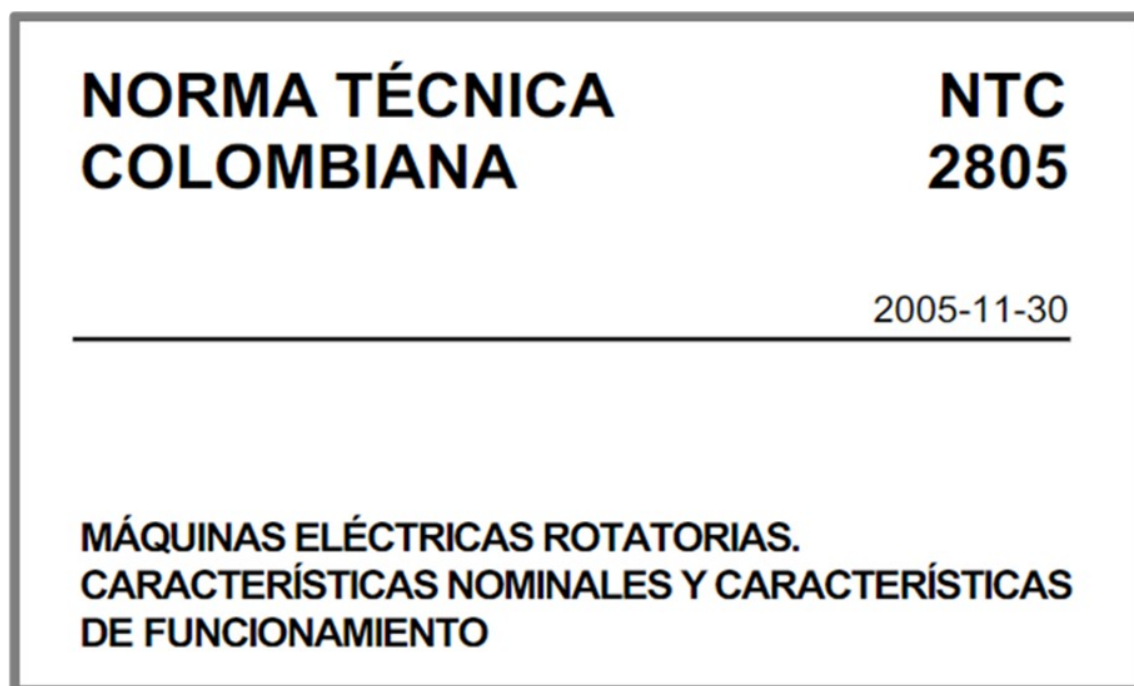 NORMA TÉCNICA NTC
COLOMBIANA 2805
2005-11-30
MÁQUINAS ELÉCTRICAS ROTATORIAS.
CARACTERÍSTICAS NOMINALES Y CARACTERÍSTICAS
DE FUNCIONAMIENTO